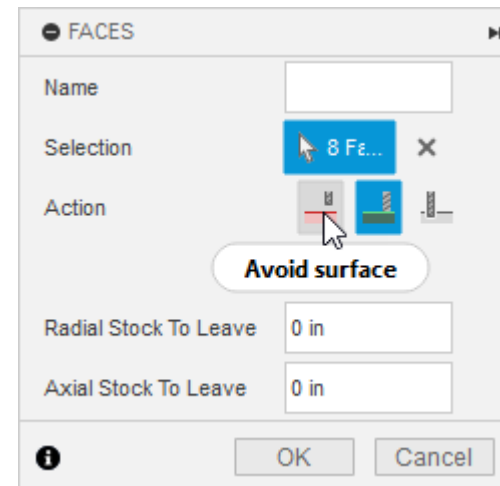 FACES
Name
Selection 8 Fa...
Action
Avoid surface
Radial Stock To Leave 0 in
Axial Stock To Leave 0 in
OK Cancel